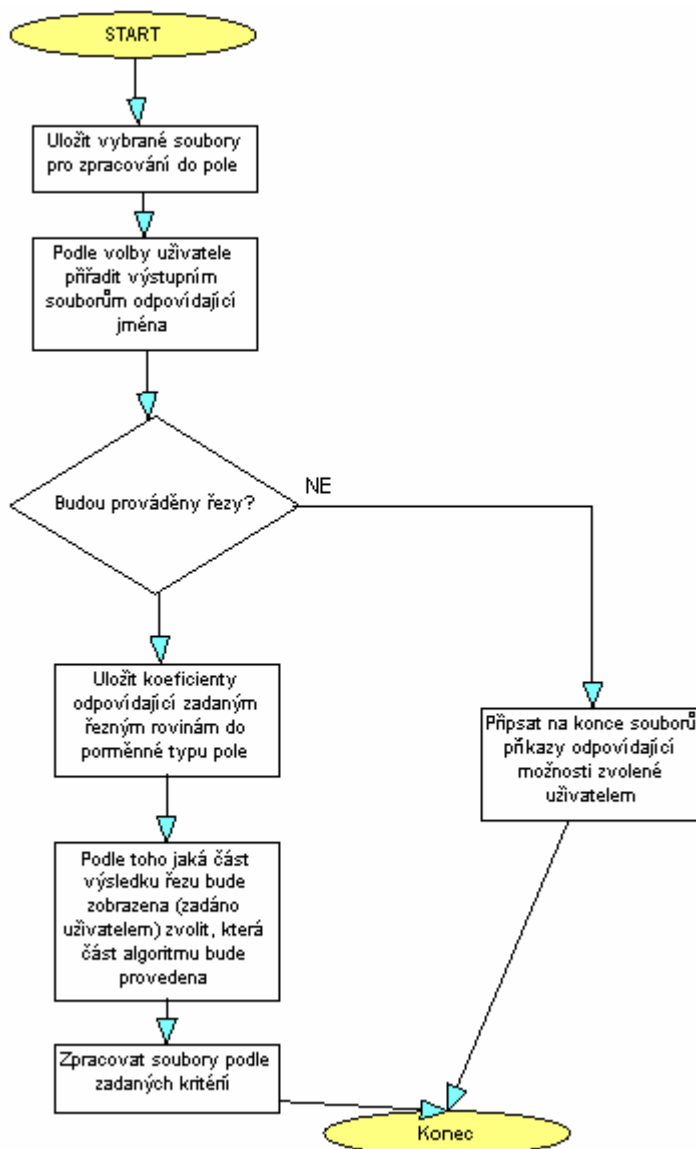 START
Uložit vybrané soubory
pro zpracování do pole
Podle volby uživatele
přiřadit výstupním
souborům odpovídající
jména
Budou prováděny řezy?
NE
Uložit koeficienty
odpovídající zadaným
řezným rovinám do
porměnné typu pole
Připsat na konce souborů
příkazy odpovídající
možnosti zvolené
uživatelem
Podle toho jaká část
výsledku řezu bude
zobrazena (zadáno
uživatelem) zvolit, která
část algoritmu bude
provedena
Zpracovat soubory podle
zadaných kritérií
Konec